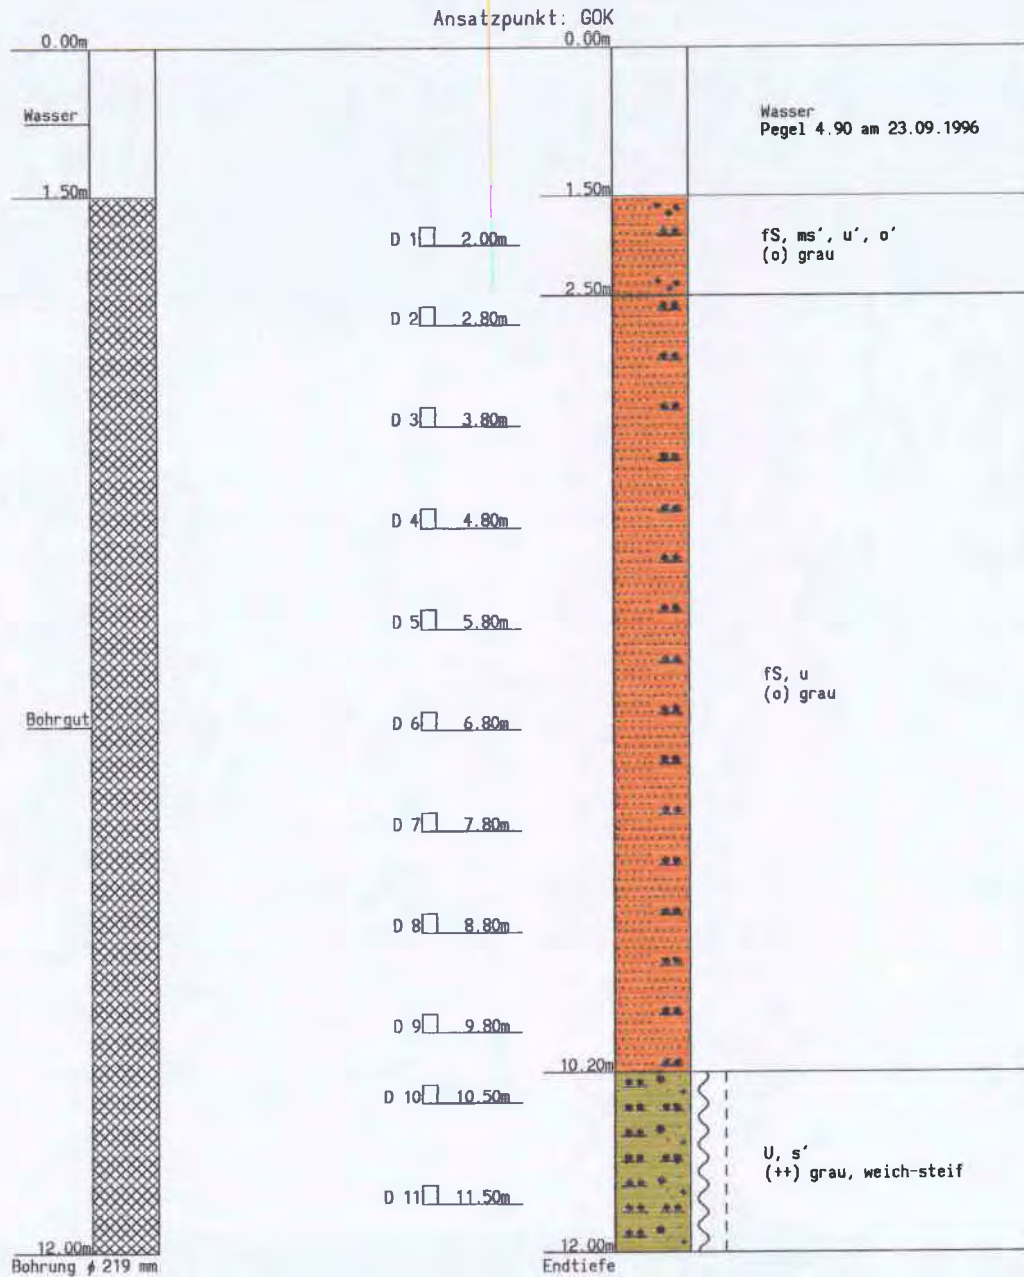 Ansatzpunkt: GOK
0.00m
0.00m
Wasser
Wasser
Pegel 4.90 am 23.09.1996
1.50m
1.50m
D 1 2.00m
fS, ms', u', o'
(o) grau
2.50m
D 2 2.80m
D 3 3.80m
D 4 4.80m
D 5 5.80m
fS, u
(o) grau
Bohrgut
D 6 6.80m
D 7 7.80m
D 8 8.80m
D 9 9.80m
10.20m
D 10 10.50m
U, s'
(++) grau, weich-steif
D 11 11.50m
12.00m
12.00m
Bohrung ϕ 219 mm
Endtiefe